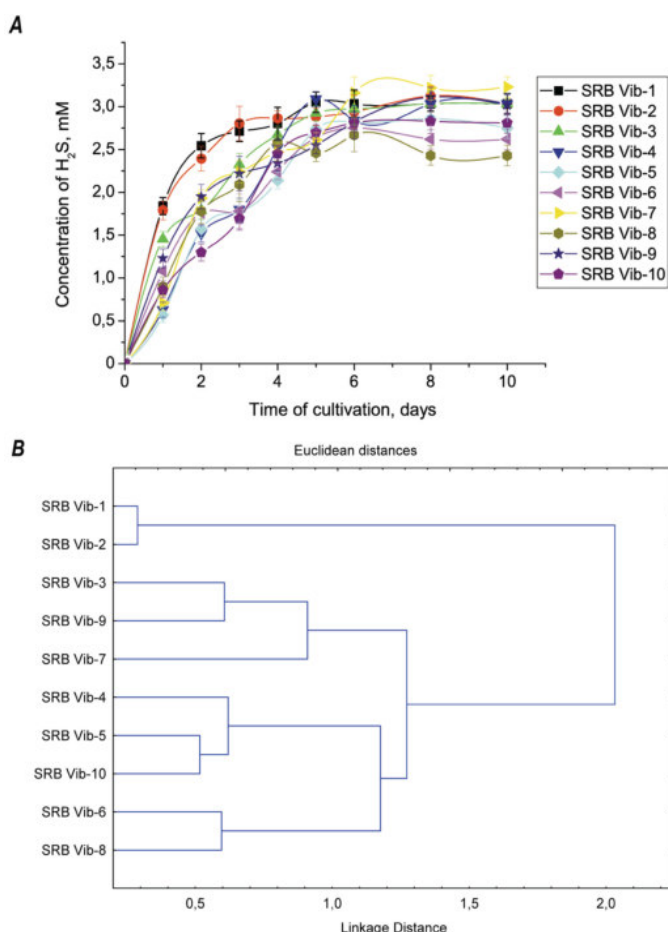 A
Concentration of H₂S, mM
3,5
3,0
2,5
2,0
1,5
1,0
0,5
0
0 2 4 6 8 10
Time of cultivation, days
SRB Vib-1
SRB Vib-2
SRB Vib-3
SRB Vib-4
SRB Vib-5
SRB Vib-6
SRB Vib-7
SRB Vib-8
SRB Vib-9
SRB Vib-10
B
Euclidean distances
SRB Vib-1
SRB Vib-2
SRB Vib-3
SRB Vib-9
SRB Vib-7
SRB Vib-4
SRB Vib-5
SRB Vib-10
SRB Vib-6
SRB Vib-8
0,5 1,0 1,5 2,0
Linkage Distance